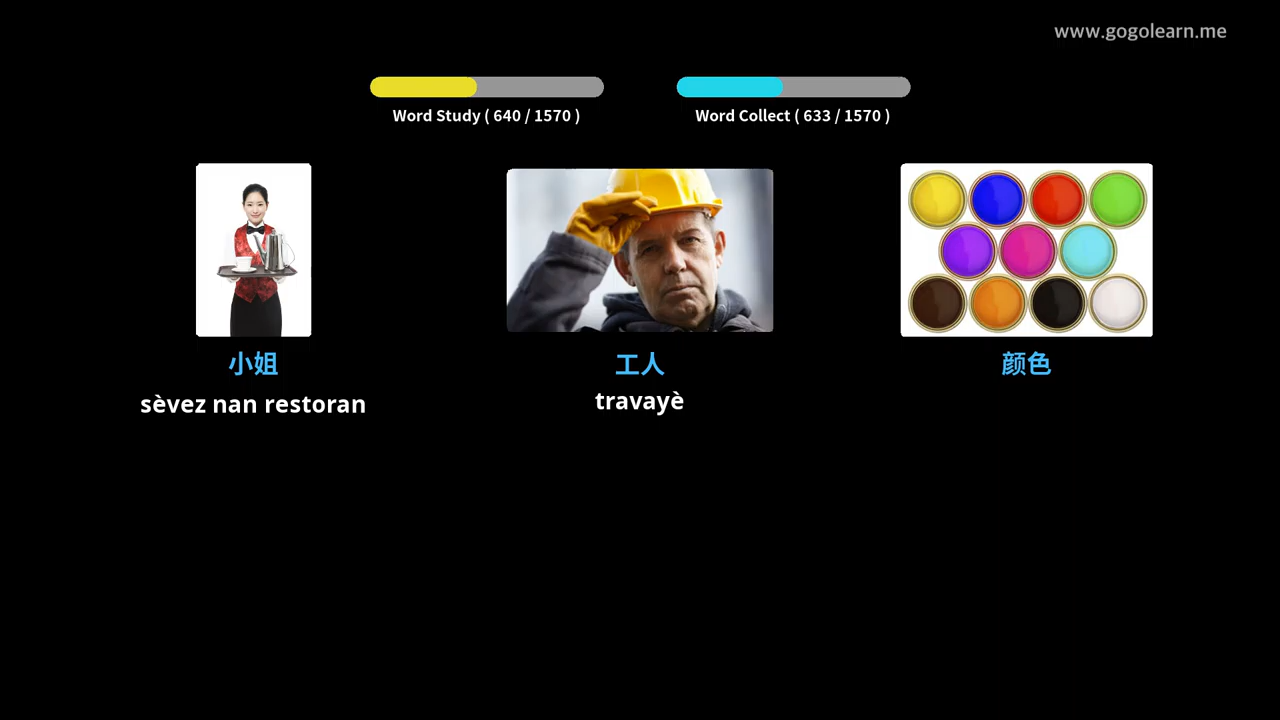 www.gogolearn.me
Word Study ( 640 / 1570 )
Word Collect ( 633 / 1570 )
小姐
工人
颜色
sèvez nan restoran
travayè